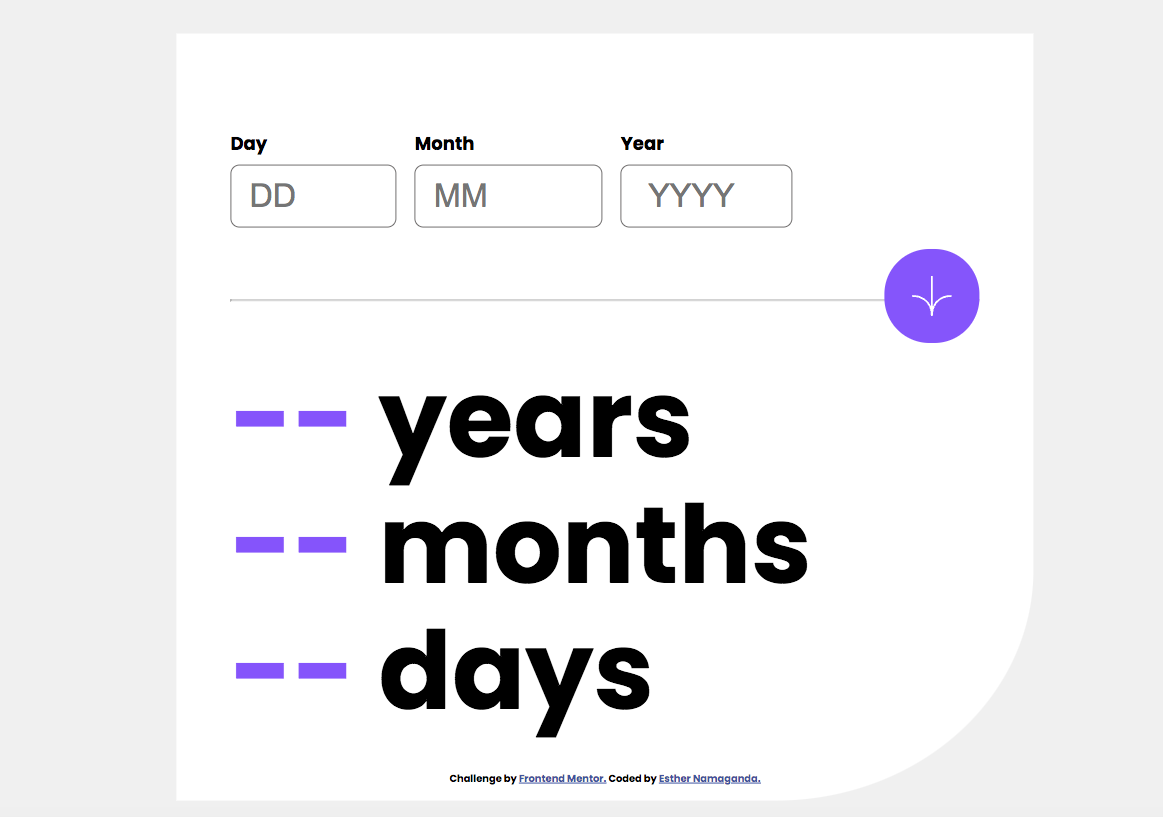 Day Month Year
DD MM YYYY
-- years
-- months
-- days
Challenge by Frontend Mentor. Coded by Esther Namaganda.